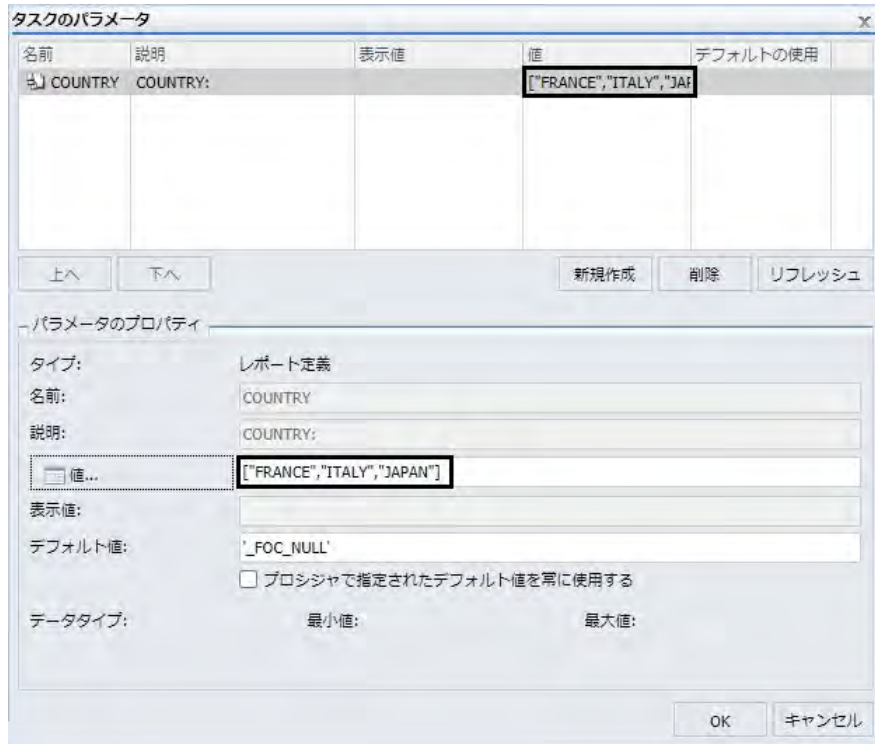 タスクのパラメータ x
名前 説明 表示値 値 デフォルトの使用
COUNTRY COUNTRY: ["FRANCE","ITALY","JAP
上へ 下へ 新規作成 削除 リフレッシュ
パラメータのプロパティ
タイプ: レポート定義
名前: COUNTRY
説明: COUNTRY:
値... ["FRANCE","ITALY","JAPAN"]
表示値:
デフォルト値: '_FOC_NULL'
プロシジャで指定されたデフォルト値を常に使用する
データタイプ: 最小値: 最大値:
OK キャンセル